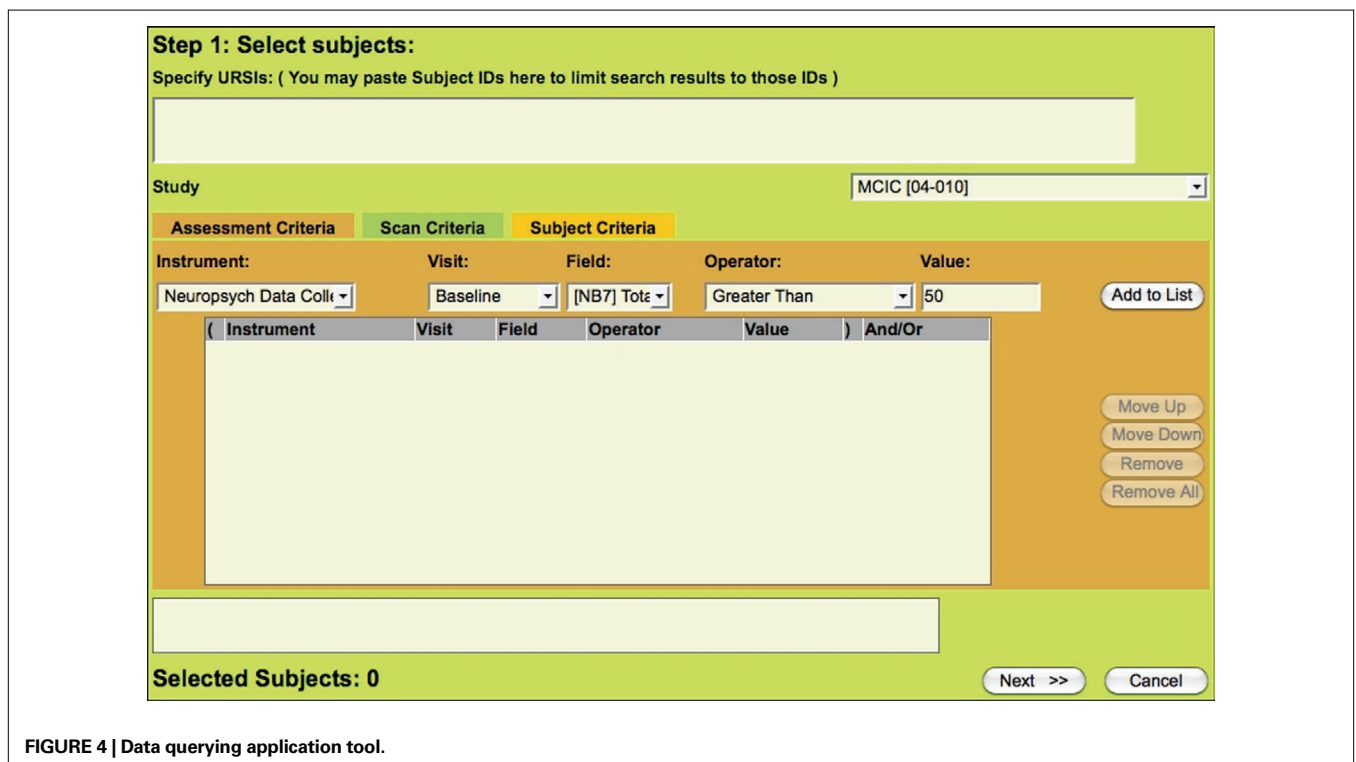 Step 1: Select subjects:
Specify URSIs: ( You may paste Subject IDs here to limit search results to those IDs )
Study MCIC [04-010]
Assessment Criteria Scan Criteria Subject Criteria
Instrument: Visit: Field: Operator: Value:
Neuropsych Data Colle Baseline [NB7] Tota Greater Than 50 Add to List
( Instrument Visit Field Operator Value ) And/Or
Move Up
Move Down
Remove
Remove All
Selected Subjects: 0 Next >> Cancel
FIGURE 4 | Data querying application tool.